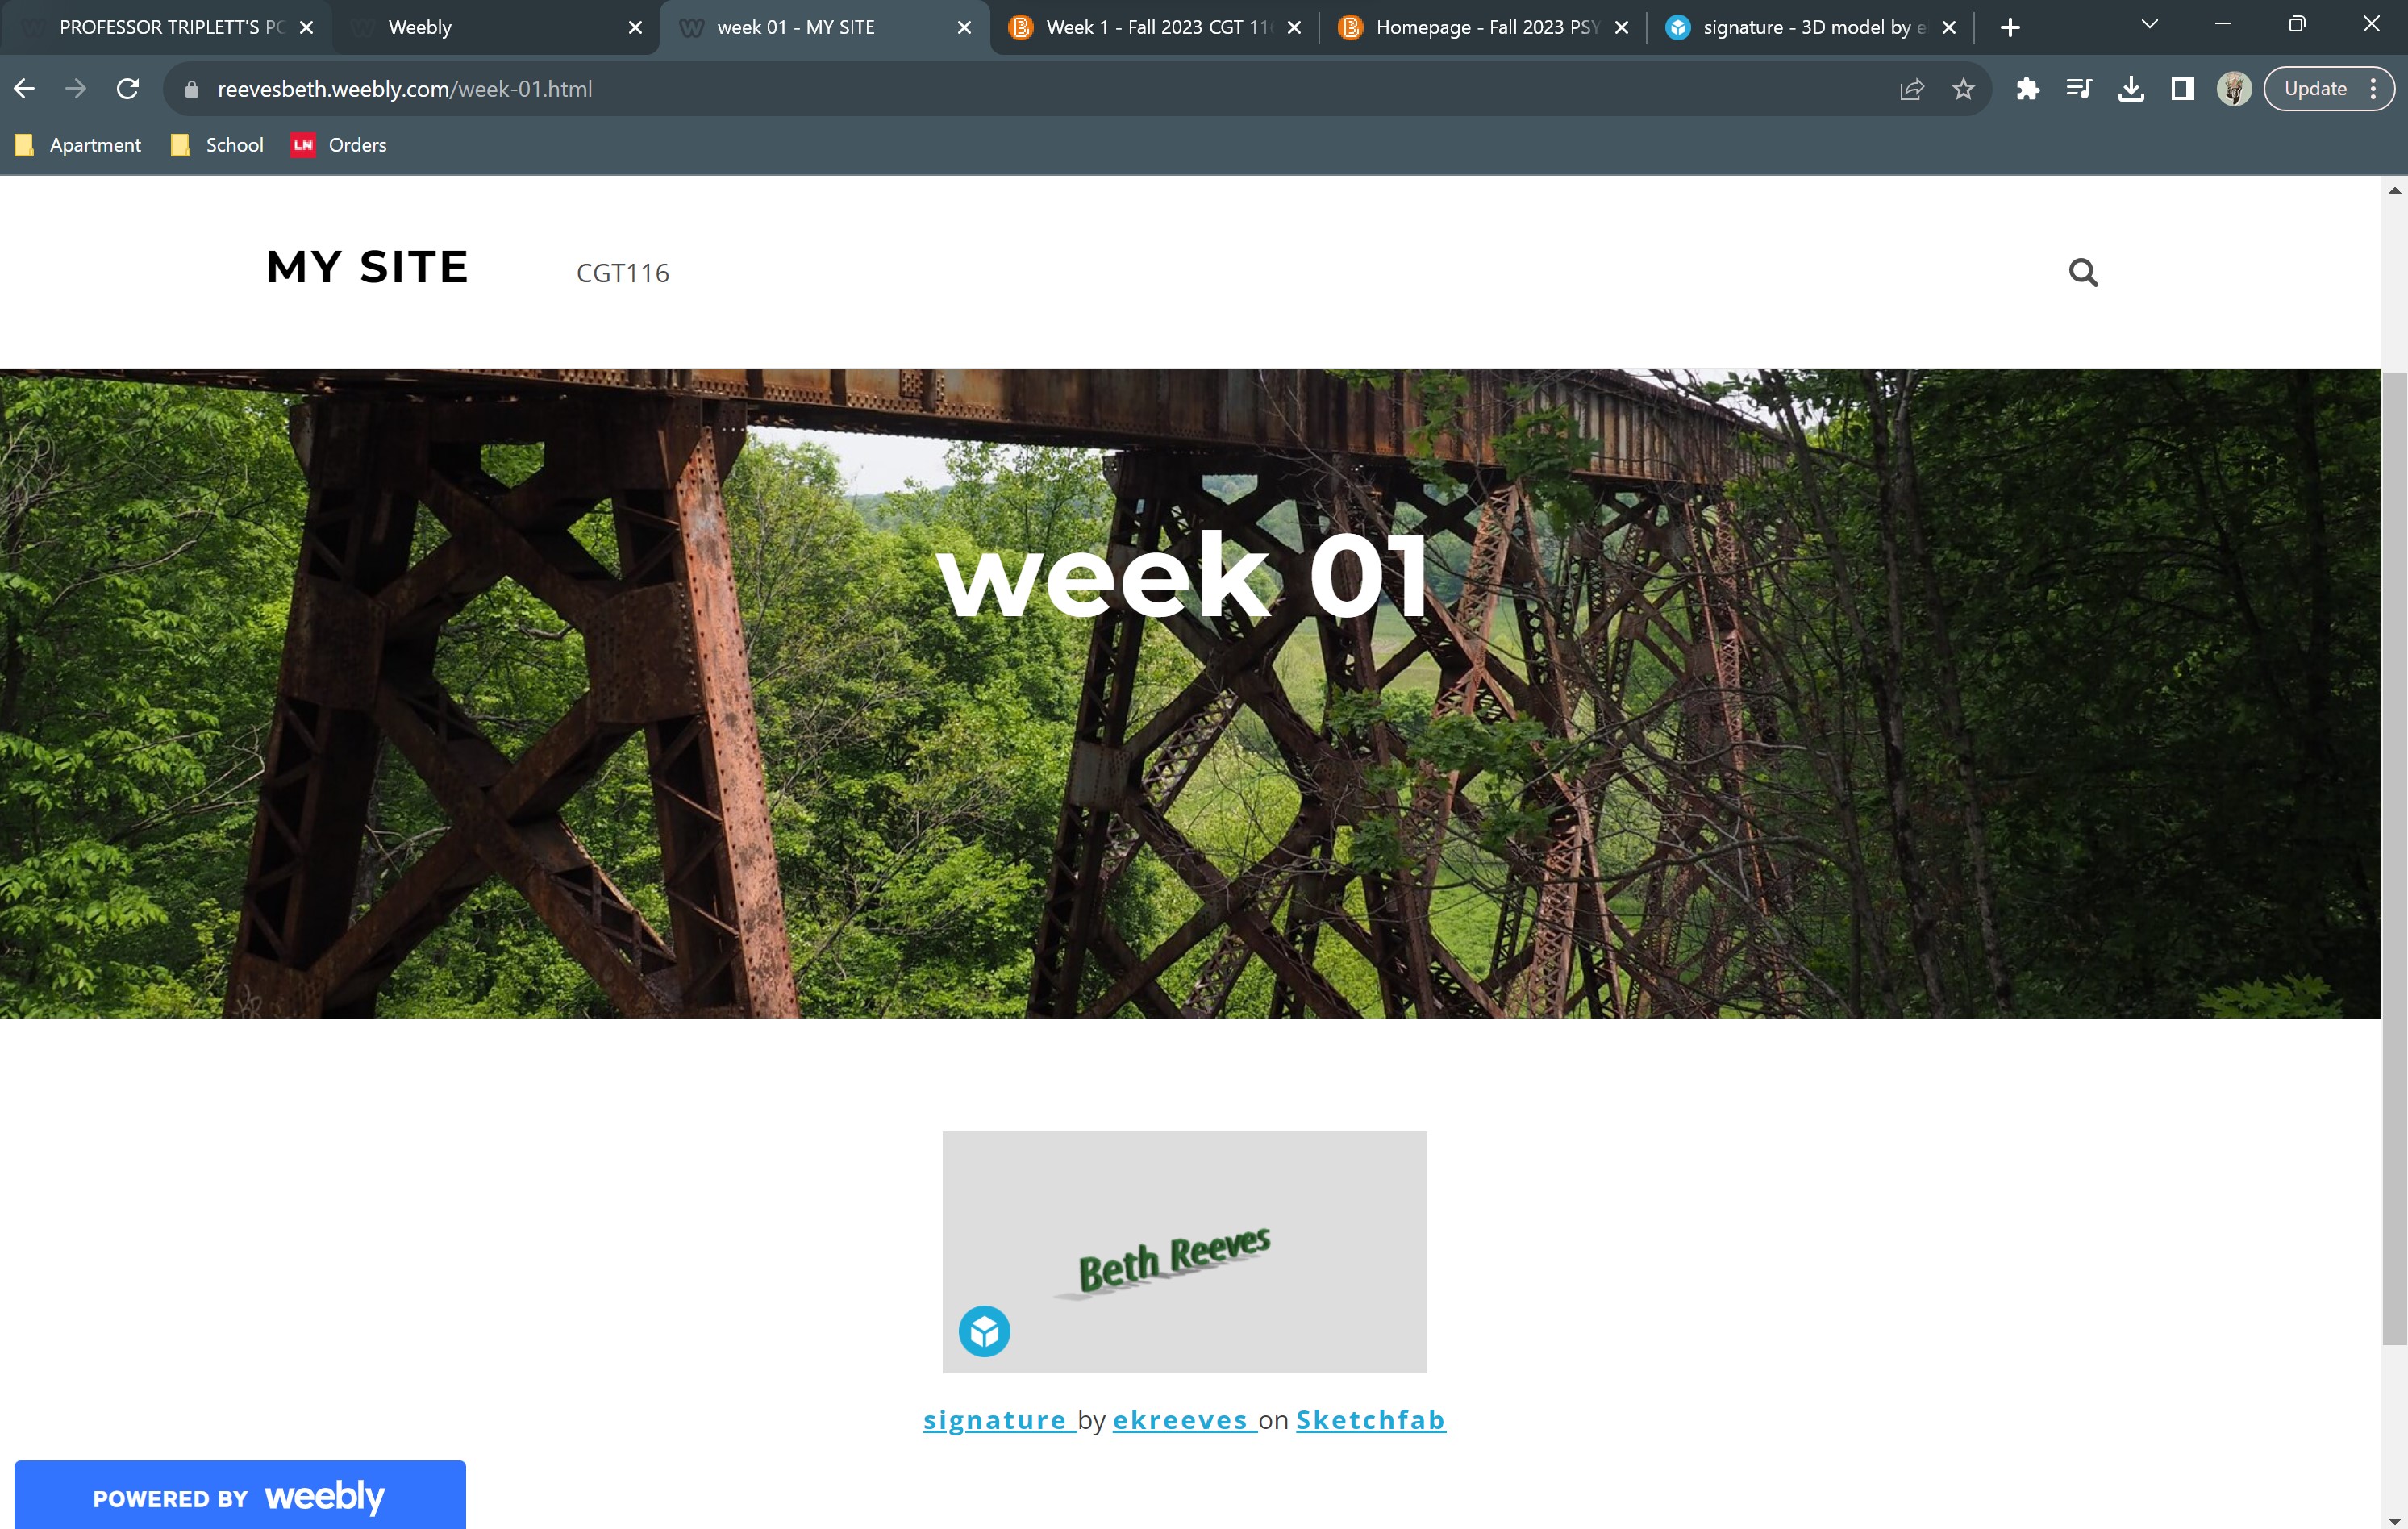 PROFESSOR TRIPLETT'S PC
Weebly
week 01 - MY SITE
Week 1 - Fall 2023 CGT 11
Homepage - Fall 2023 PSY
signature - 3D model by e
reevesbeth.weebly.com/week-01.html
Update
Apartment
School
LN Orders
MY SITE
CGT116
week 01
Beth Reeves
signature by ekreeves on Sketchfab
POWERED BY weebly